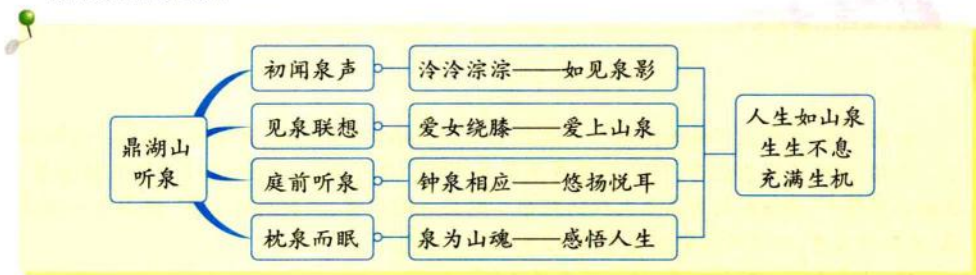 鼎湖山
听泉
初闻泉声
泠泠淙淙——如见泉影
见泉联想
爱女绕膝——爱上山泉
庭前听泉
钟泉相应——悠扬悦耳
枕泉而眠
泉为山魂——感悟人生
人生如山泉
生生不息
充满生机